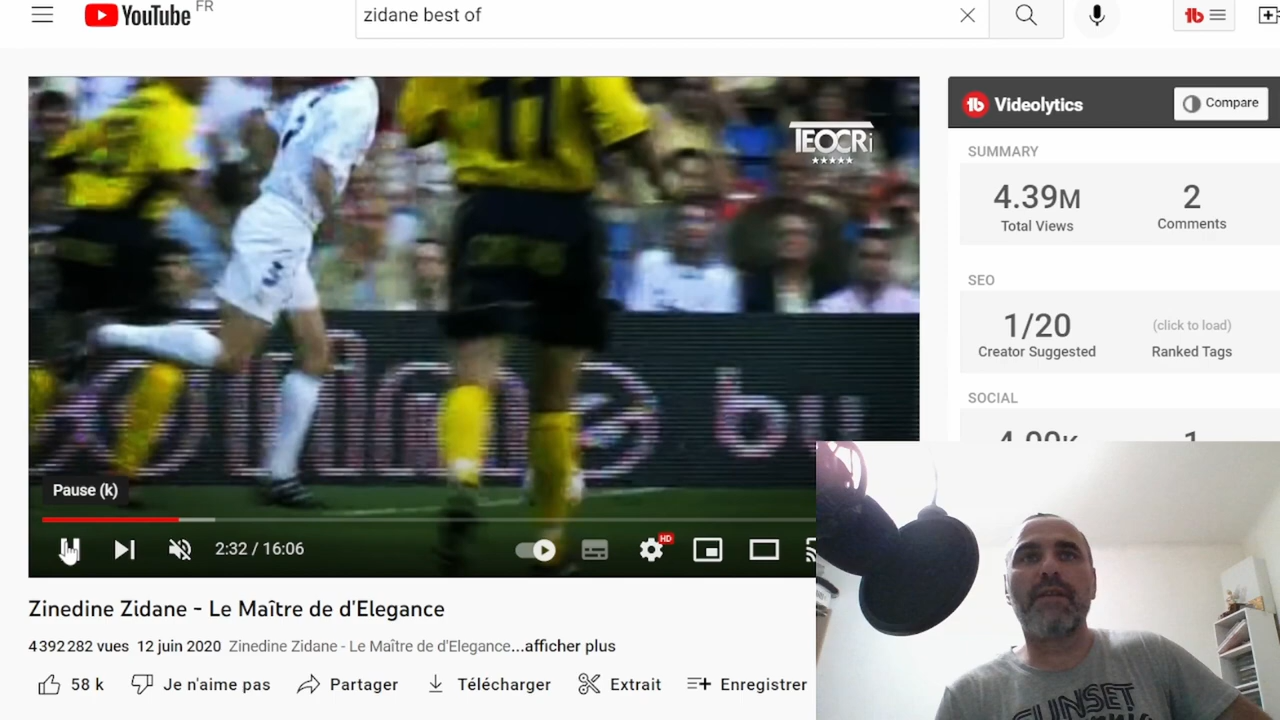 YouTube FR
zidane best of
TEOCRi
11
Videolytics
Compare
SUMMARY
4.39M
2
Total Views
Comments
SEO
1/20
(click to load)
Creator Suggested
Ranked Tags
SOCIAL
1
Pause (k)
2:32 / 16:06
HD
Zinedine Zidane - Le Maître de d'Elegance
4 392 282 vues 12 juin 2020 Zinedine Zidane - Le Maître de d'Elegance...afficher plus
58 k
Je n'aime pas
Partager
Télécharger
Extrait
Enregistrer
SUNSET